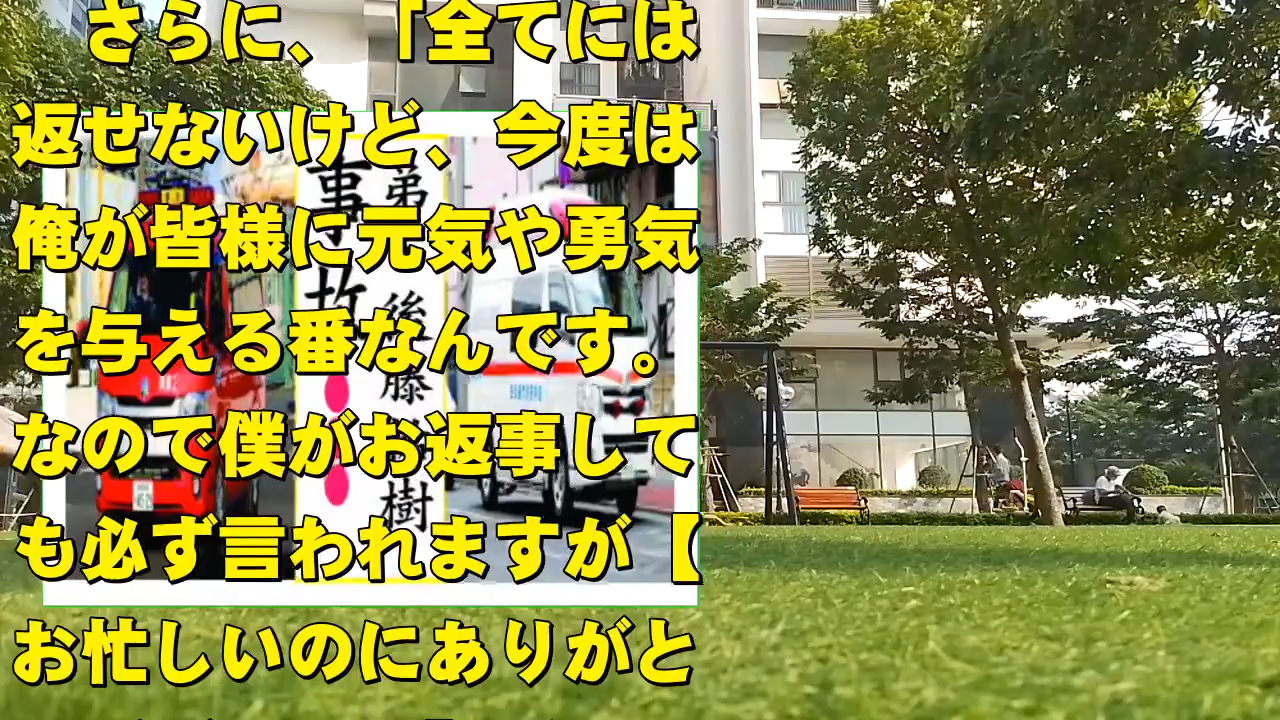 さらに、「全てには
返せないけど、今度は
俺が皆様に元気や勇気
を与える番なんです。
なので僕がお返事して
も必ず言われますが【
お忙しいのにありがと
事故
弟
後藤
樹